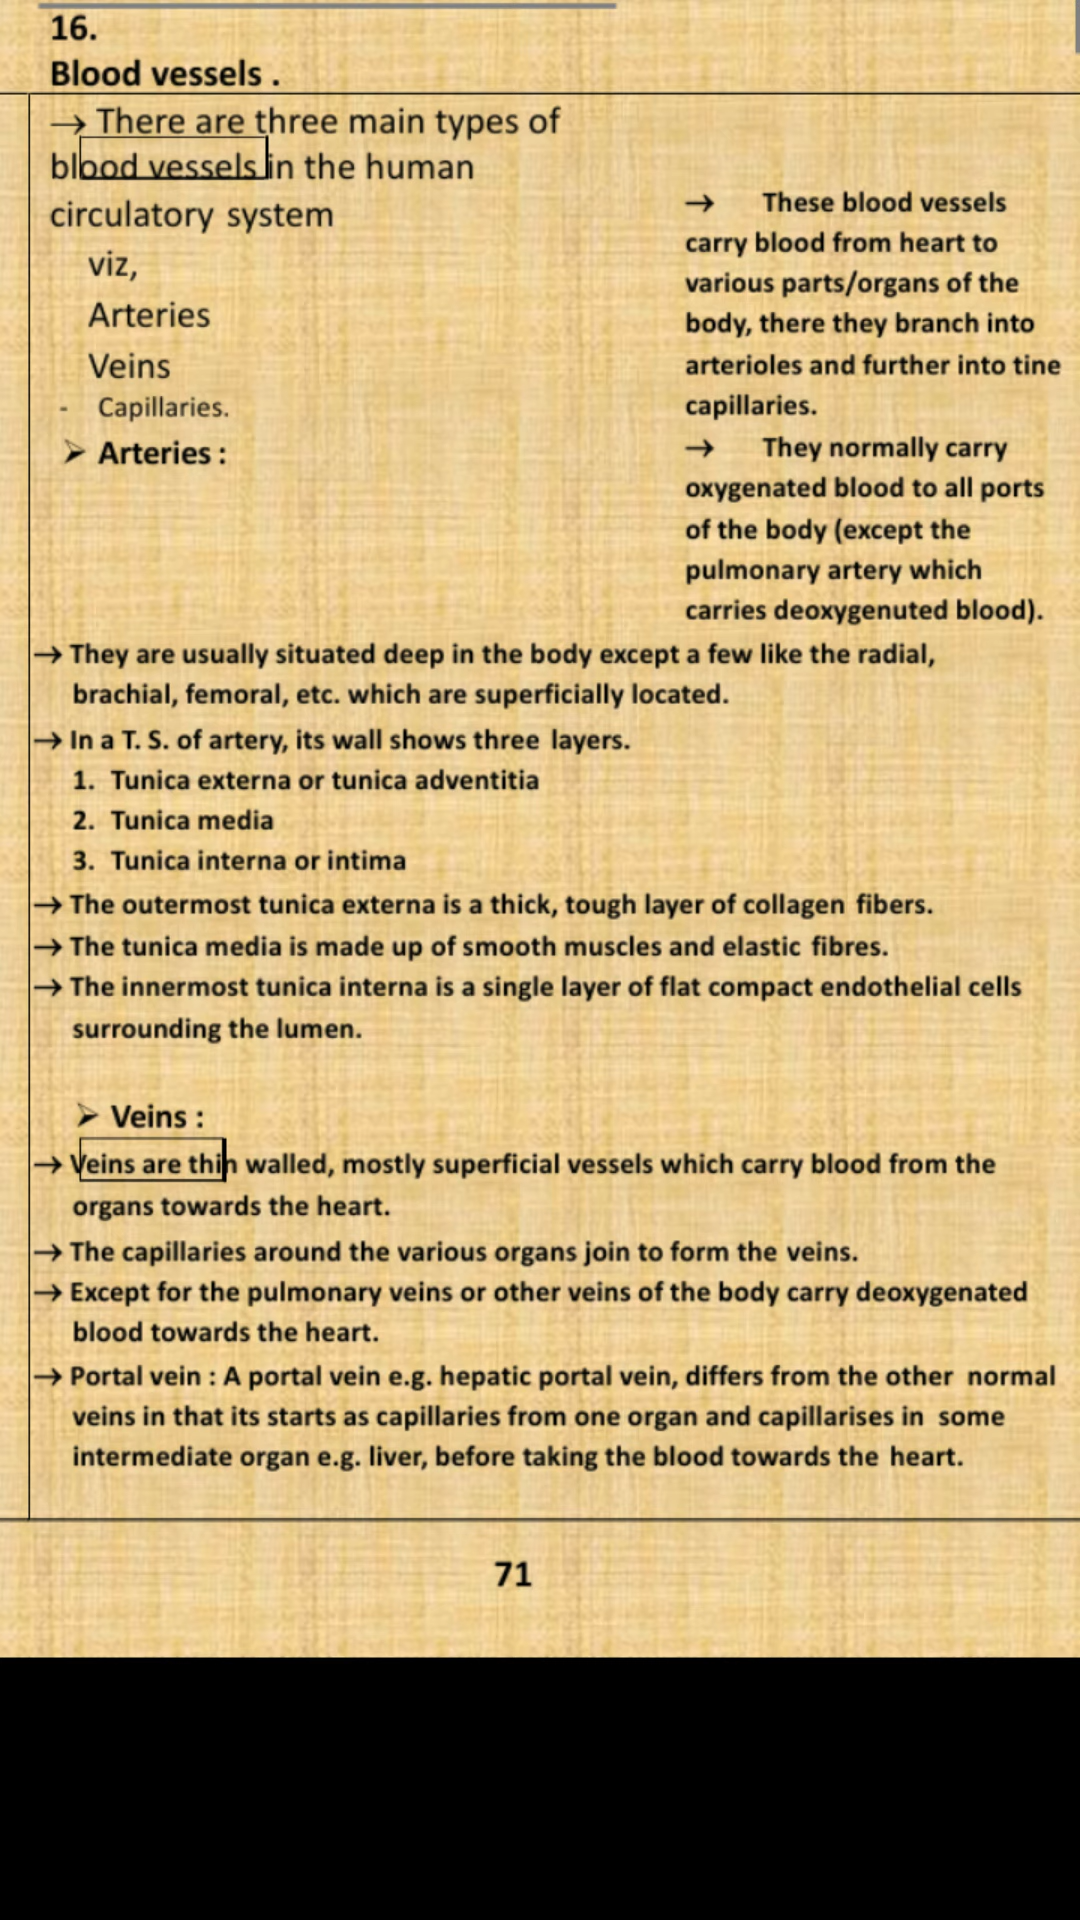 16.
Blood vessels .
→ There are three main types of
blood vessels in the human
circulatory system
viz,
Arteries
Veins
- Capillaries.
➢ Arteries :
→ These blood vessels
carry blood from heart to
various parts/organs of the
body, there they branch into
arterioles and further into tine
capillaries.
→ They normally carry
oxygenated blood to all ports
of the body (except the
pulmonary artery which
carries deoxygenuted blood).
→ They are usually situated deep in the body except a few like the radial,
brachial, femoral, etc. which are superficially located.
→ In a T. S. of artery, its wall shows three layers.
1. Tunica externa or tunica adventitia
2. Tunica media
3. Tunica interna or intima
→ The outermost tunica externa is a thick, tough layer of collagen fibers.
→ The tunica media is made up of smooth muscles and elastic fibres.
→ The innermost tunica interna is a single layer of flat compact endothelial cells
surrounding the lumen.
➢ Veins :
→ Veins are thin walled, mostly superficial vessels which carry blood from the
organs towards the heart.
→ The capillaries around the various organs join to form the veins.
→ Except for the pulmonary veins or other veins of the body carry deoxygenated
blood towards the heart.
→ Portal vein : A portal vein e.g. hepatic portal vein, differs from the other normal
veins in that its starts as capillaries from one organ and capillarises in some
intermediate organ e.g. liver, before taking the blood towards the heart.
71